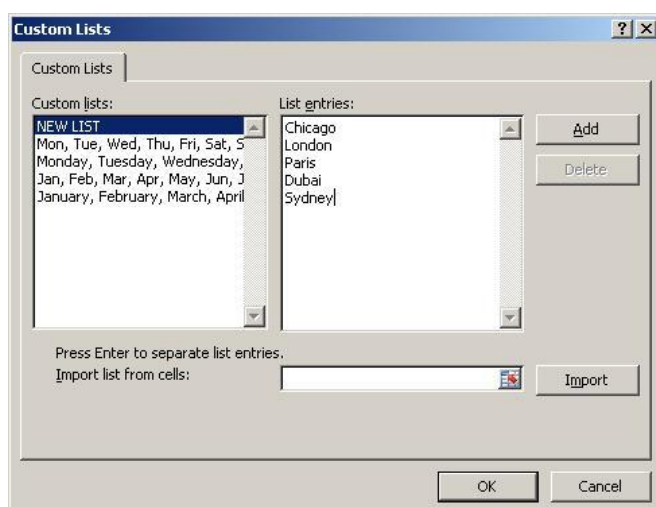 Custom Lists
Custom Lists
Custom lists:
NEW LIST
Mon, Tue, Wed, Thu, Fri, Sat, S
Monday, Tuesday, Wednesday,
Jan, Feb, Mar, Apr, May, Jun, J
January, February, March, April
List entries:
Chicago
London
Paris
Dubai
Sydney
Add
Delete
Press Enter to separate list entries.
Import list from cells:
Import
OK
Cancel